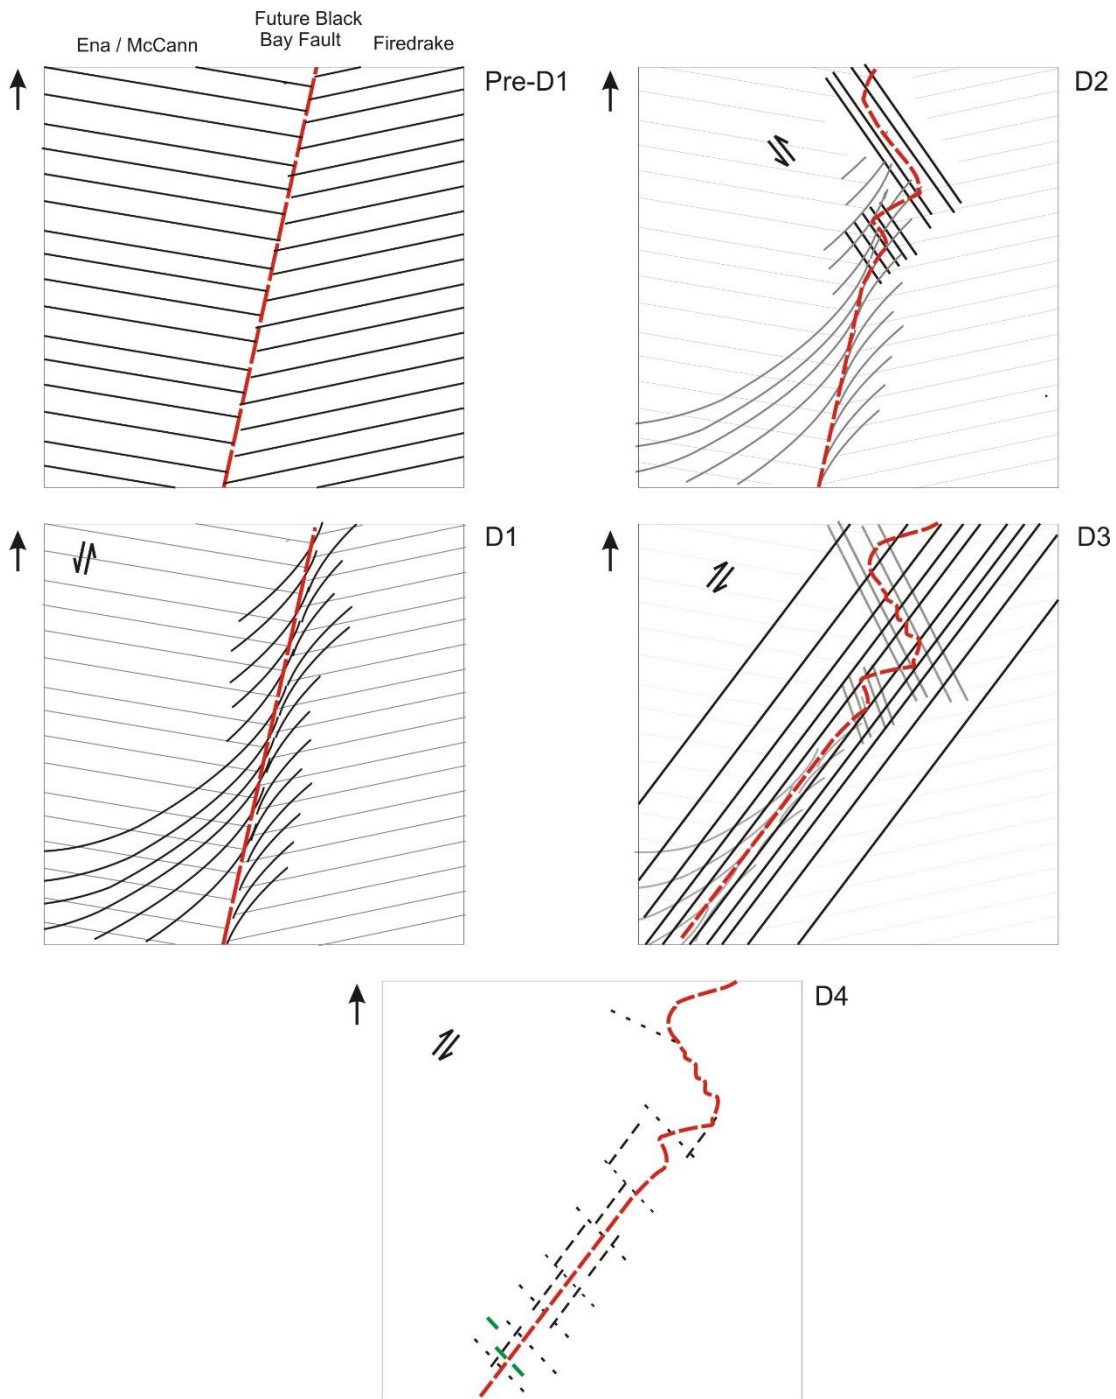 Ena / McCann
Future Black
Bay Fault
Firedrake
Pre-D1
D2
D1
D3
D4